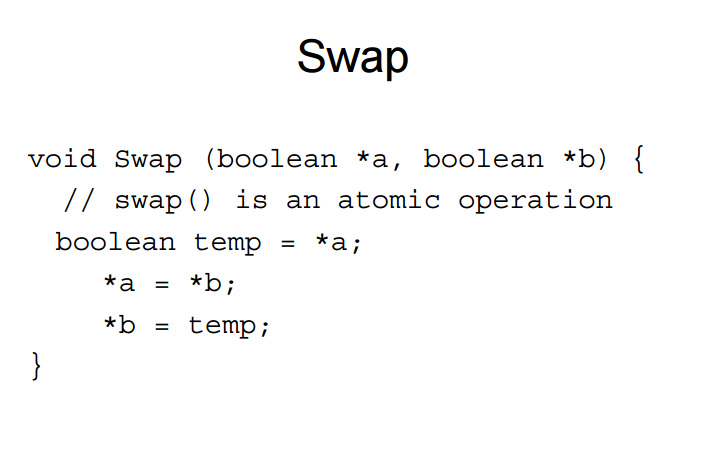 Swap
void Swap (boolean *a, boolean *b) {
// swap() is an atomic operation
boolean temp = *a;
*a = *b;
*b = temp;
}